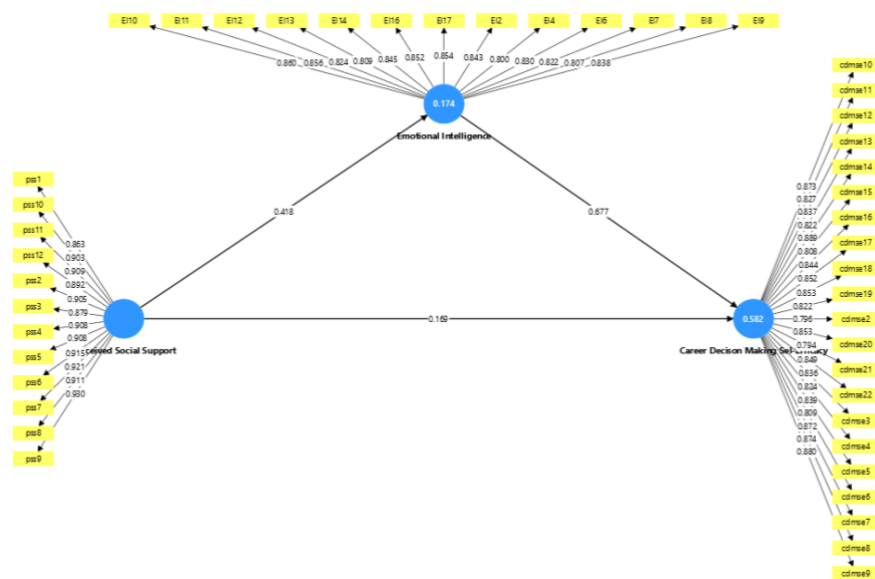 EI10 EI11 EI12 EI13 EI14 EI16 EI17 EI2 EI4 EI6 EI7 EI8 EI9
0.860 0.856 0.824 0.809 0.845 0.852 0.854 0.843 0.800 0.830 0.822 0.807 0.838
0.174
Emotional Intelligence
0.418
0.677
pss1
pss10
pss11
pss12
pss2
pss3
pss4
pss5
pss6
pss7
pss8
pss9
0.863
0.903
0.909
0.892
0.905
0.879
0.908
0.908
0.915
0.921
0.911
0.930
ceived Social Support
0.169
0.582
Career Decison Making
0.873
0.827
0.837
0.822
0.889
0.808
0.844
0.852
0.853
0.822
0.796
0.853
0.794
0.849
0.836
0.824
0.839
0.809
0.872
0.874
0.880
cdmse10
cdmse11
cdmse12
cdmse13
cdmse14
cdmse15
cdmse16
cdmse17
cdmse18
cdmse19
cdmse2
cdmse20
cdmse21
cdmse22
cdmse3
cdmse4
cdmse5
cdmse6
cdmse7
cdmse8
cdmse9